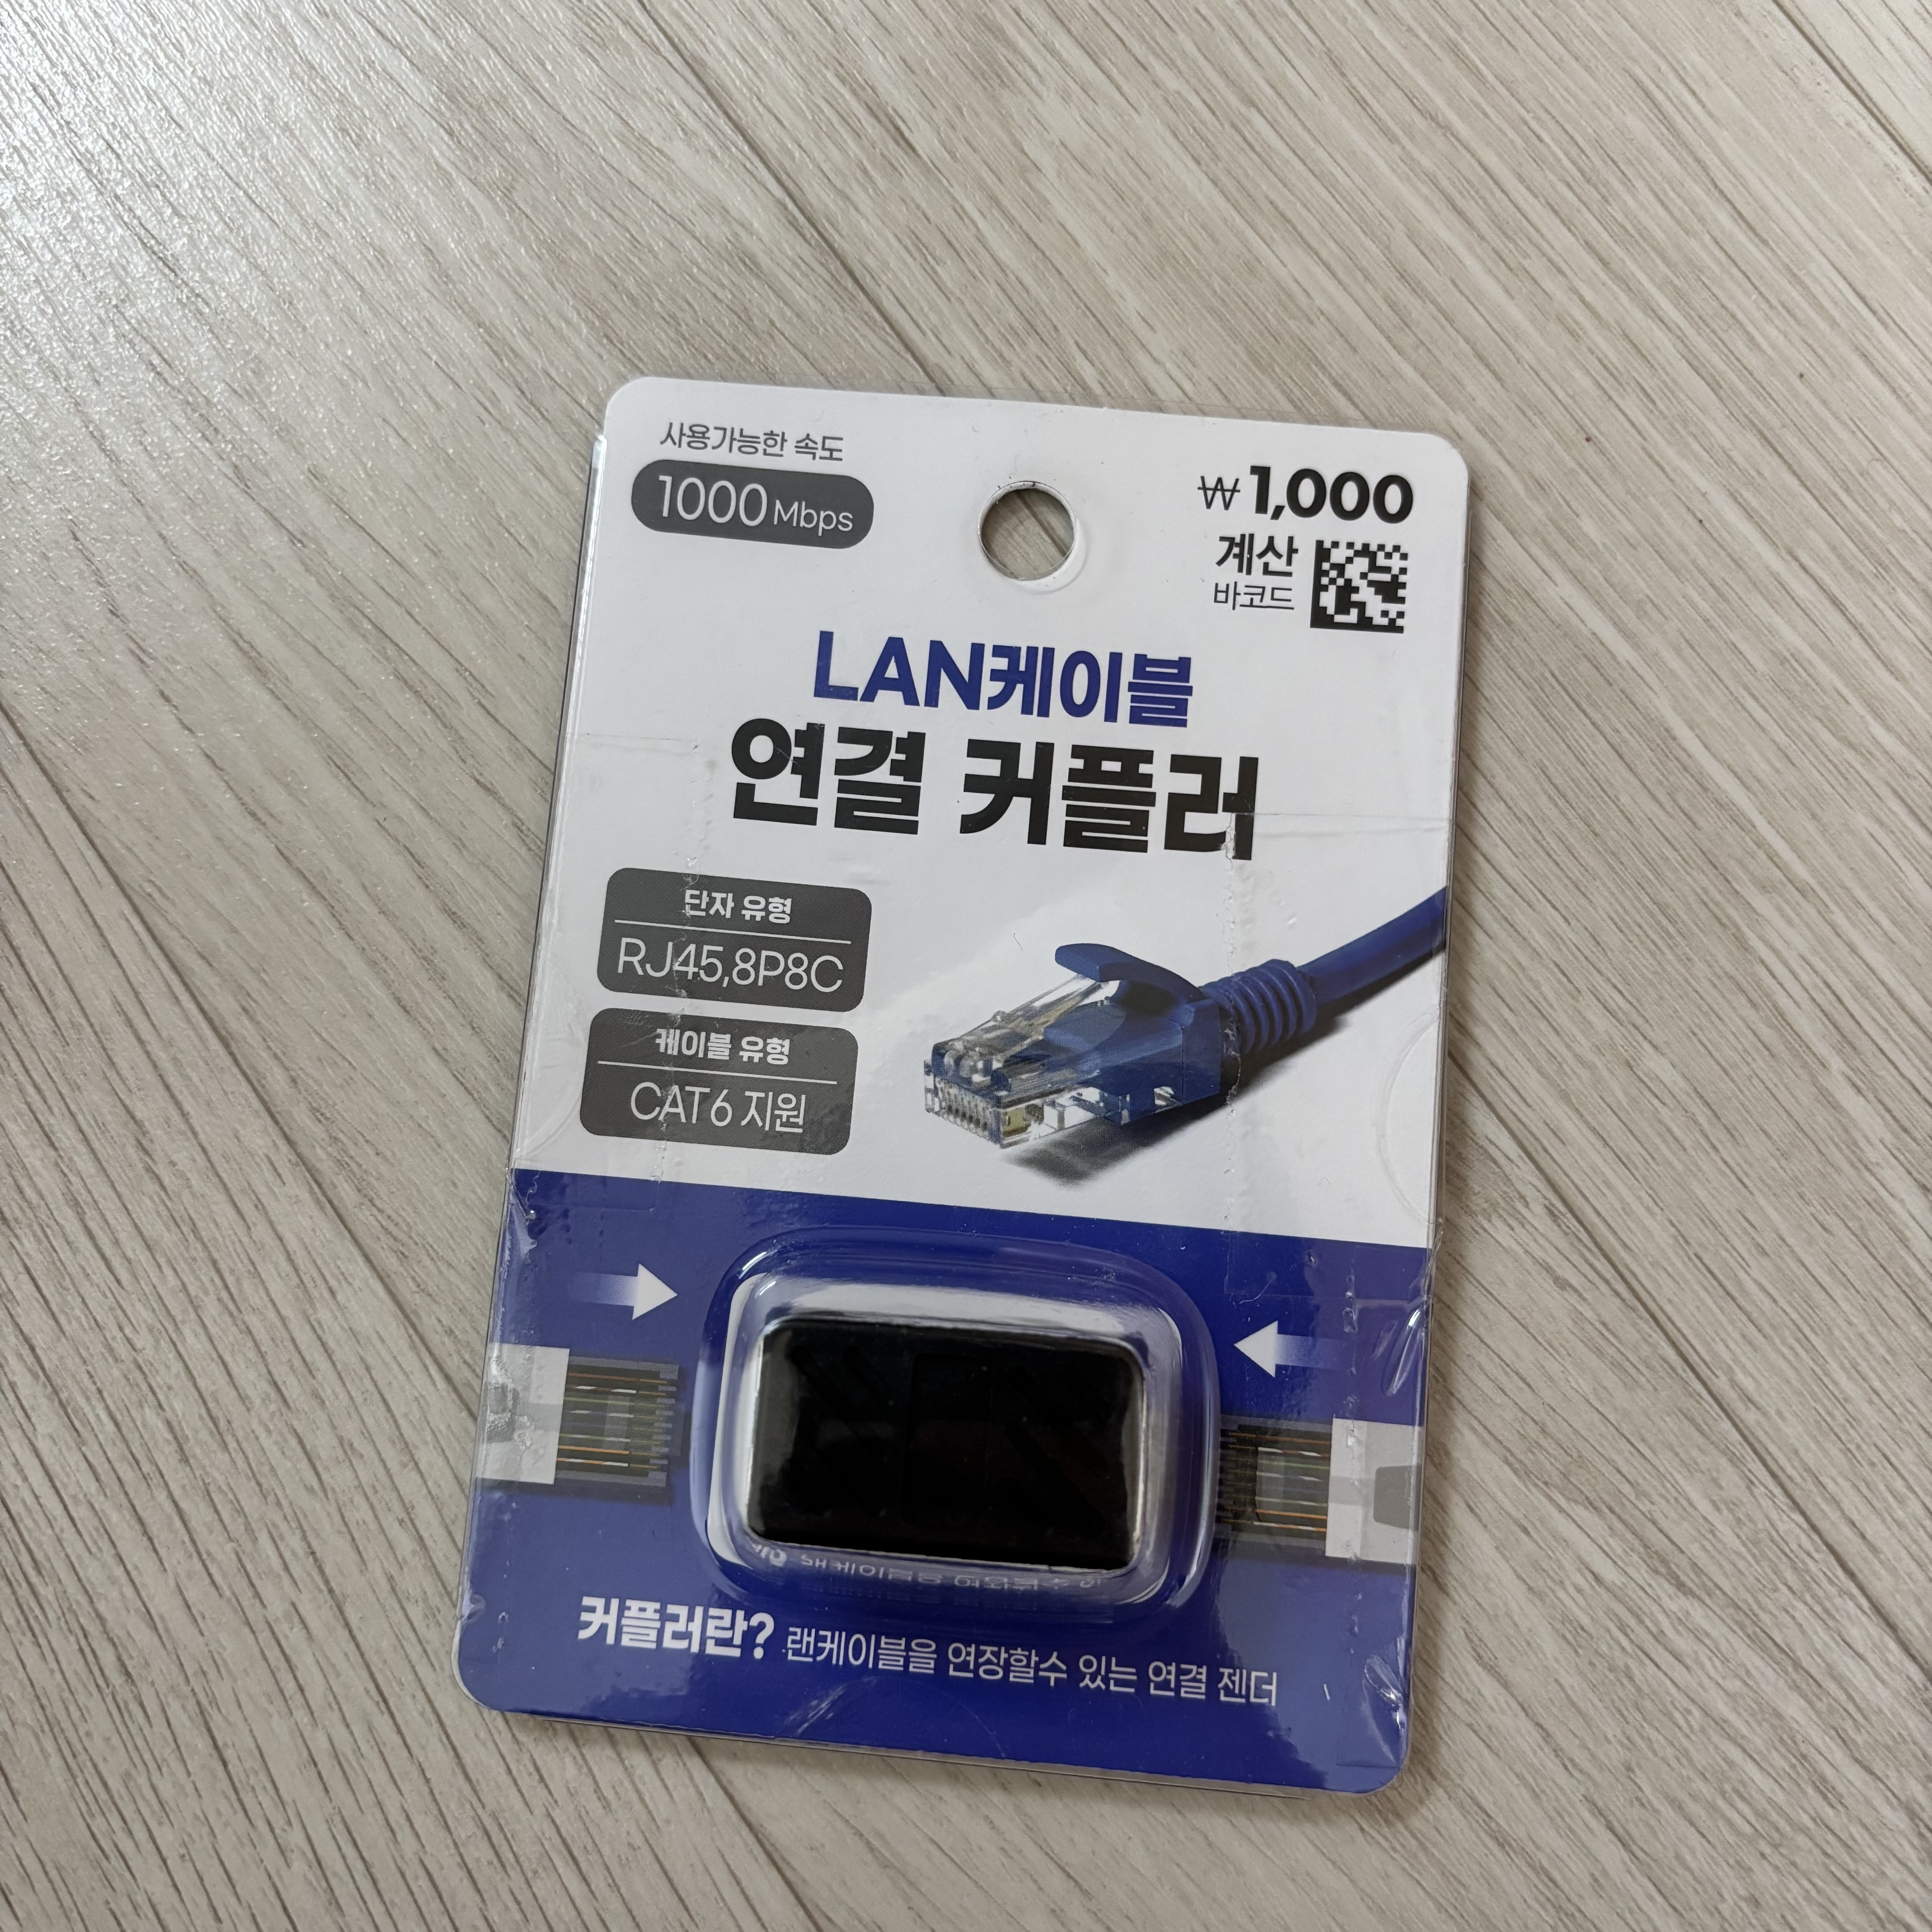 사용가능한 속도
1000 Mbps
₩1,000
계산
바코드
LAN케이블
연결 커플러
단자 유형
RJ45,8P8C
케이블 유형
CAT6 지원
커플러란? 랜케이블을 연장할수 있는 연결 젠더